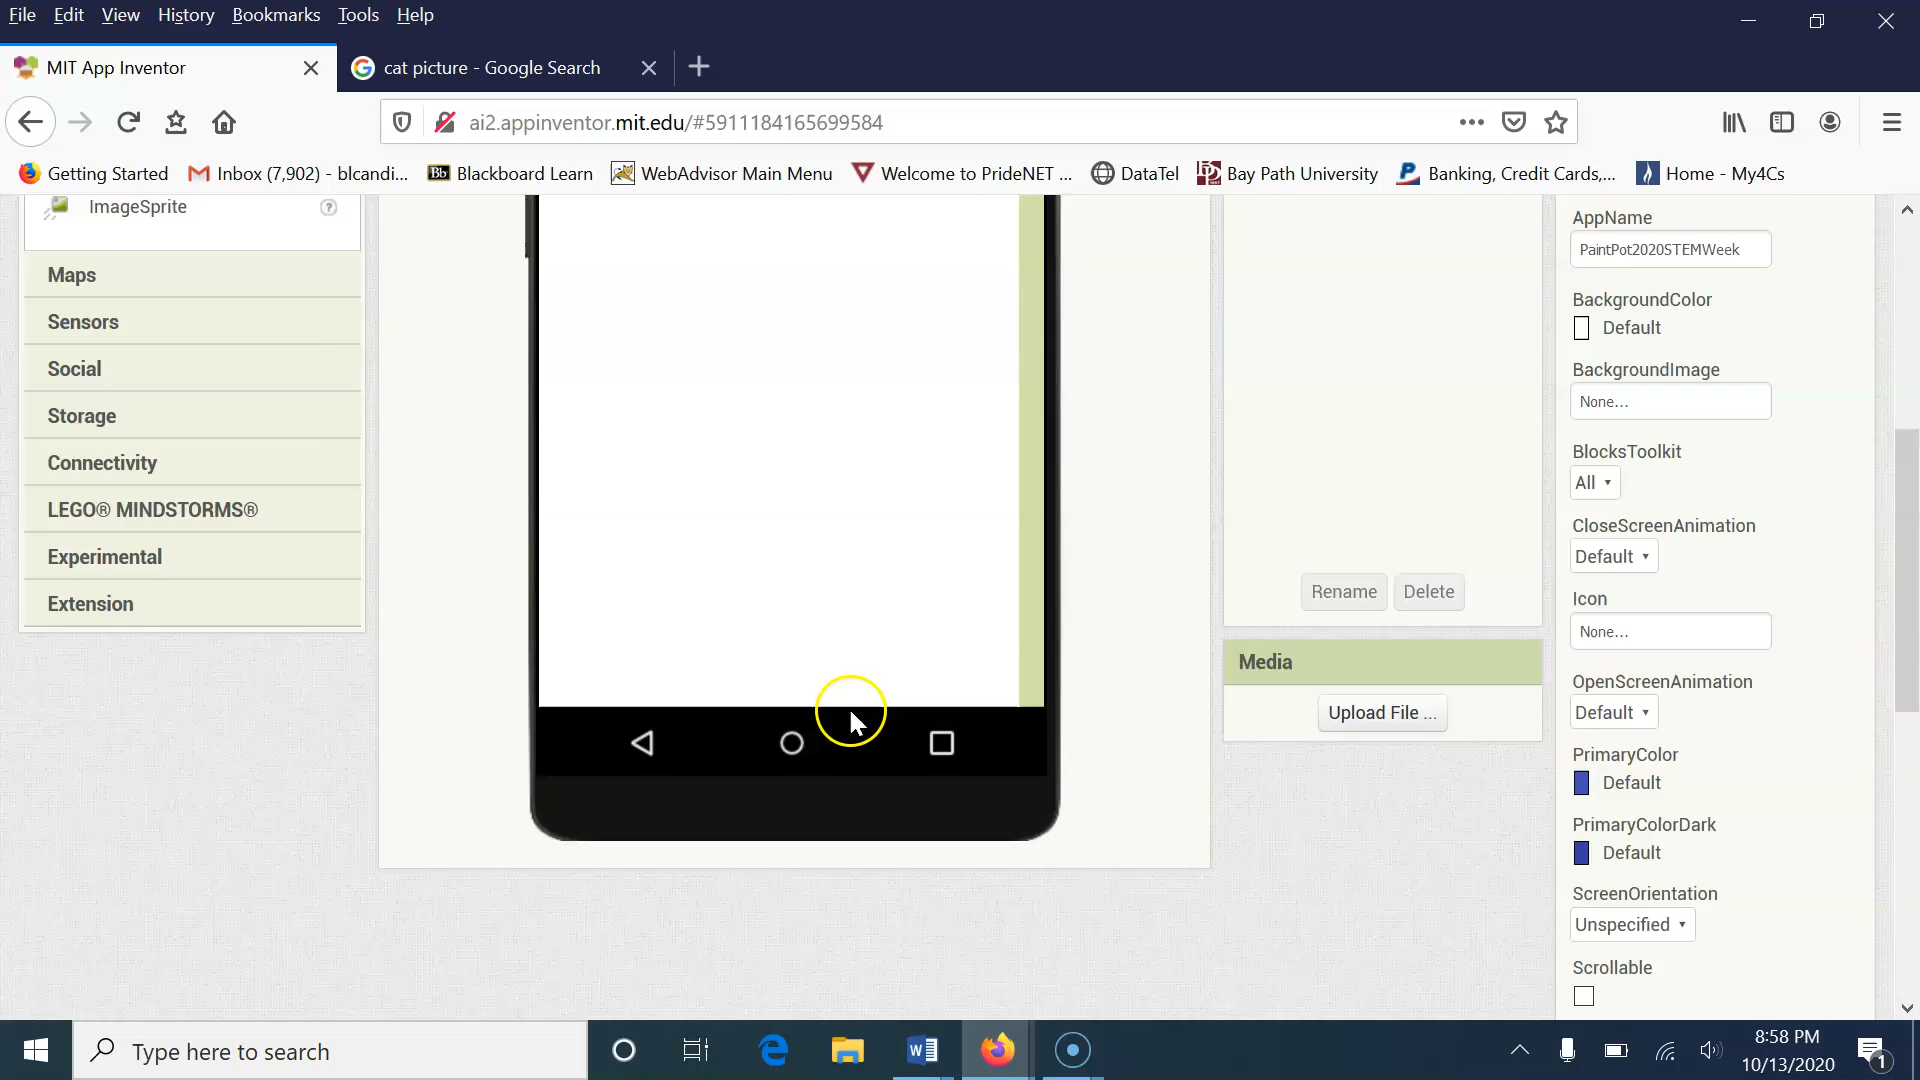 File Edit View History Bookmarks Tools Help
MIT App Inventor
cat picture - Google Search
ai2.appinventor.mit.edu/#5911184165699584
Getting Started
Inbox (7,902) - blcandi...
Bb Blackboard Learn
WebAdvisor Main Menu
Welcome to PrideNET ...
DataTel
Bay Path University
Banking, Credit Cards,...
Home - My4Cs
ImageSprite ?
Maps
Sensors
Social
Storage
Connectivity
LEGO® MINDSTORMS®
Experimental
Extension
Rename Delete
Media
Upload File ...
AppName
PaintPot2020STEMWeek
BackgroundColor
Default
BackgroundImage
None...
BlocksToolkit
All
CloseScreenAnimation
Default
Icon
None...
OpenScreenAnimation
Default
PrimaryColor
Default
PrimaryColorDark
Default
ScreenOrientation
Unspecified
Scrollable
Type here to search
8:58 PM
10/13/2020
1